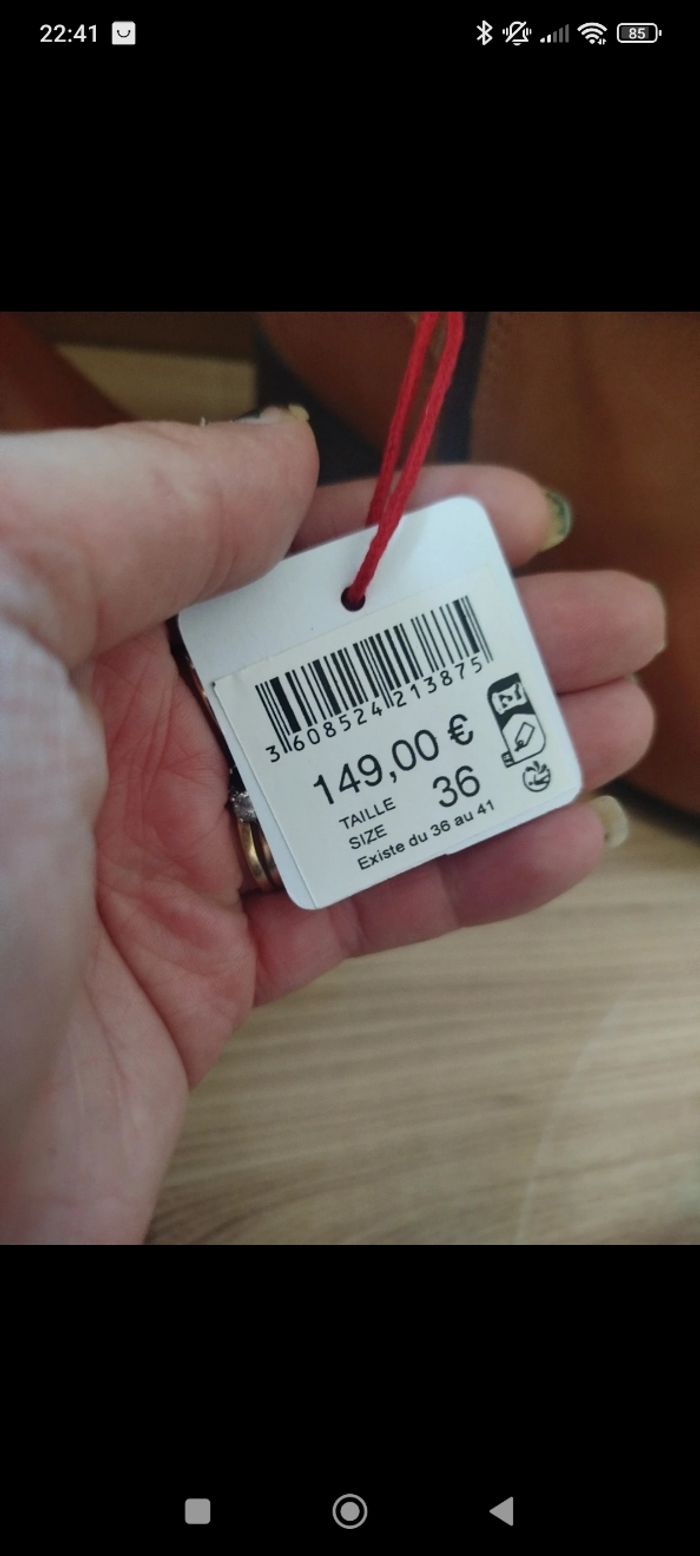 22:41
85
3 608524 213875
149,00 €
TAILLE
SIZE
36
Existe du 36 au 41